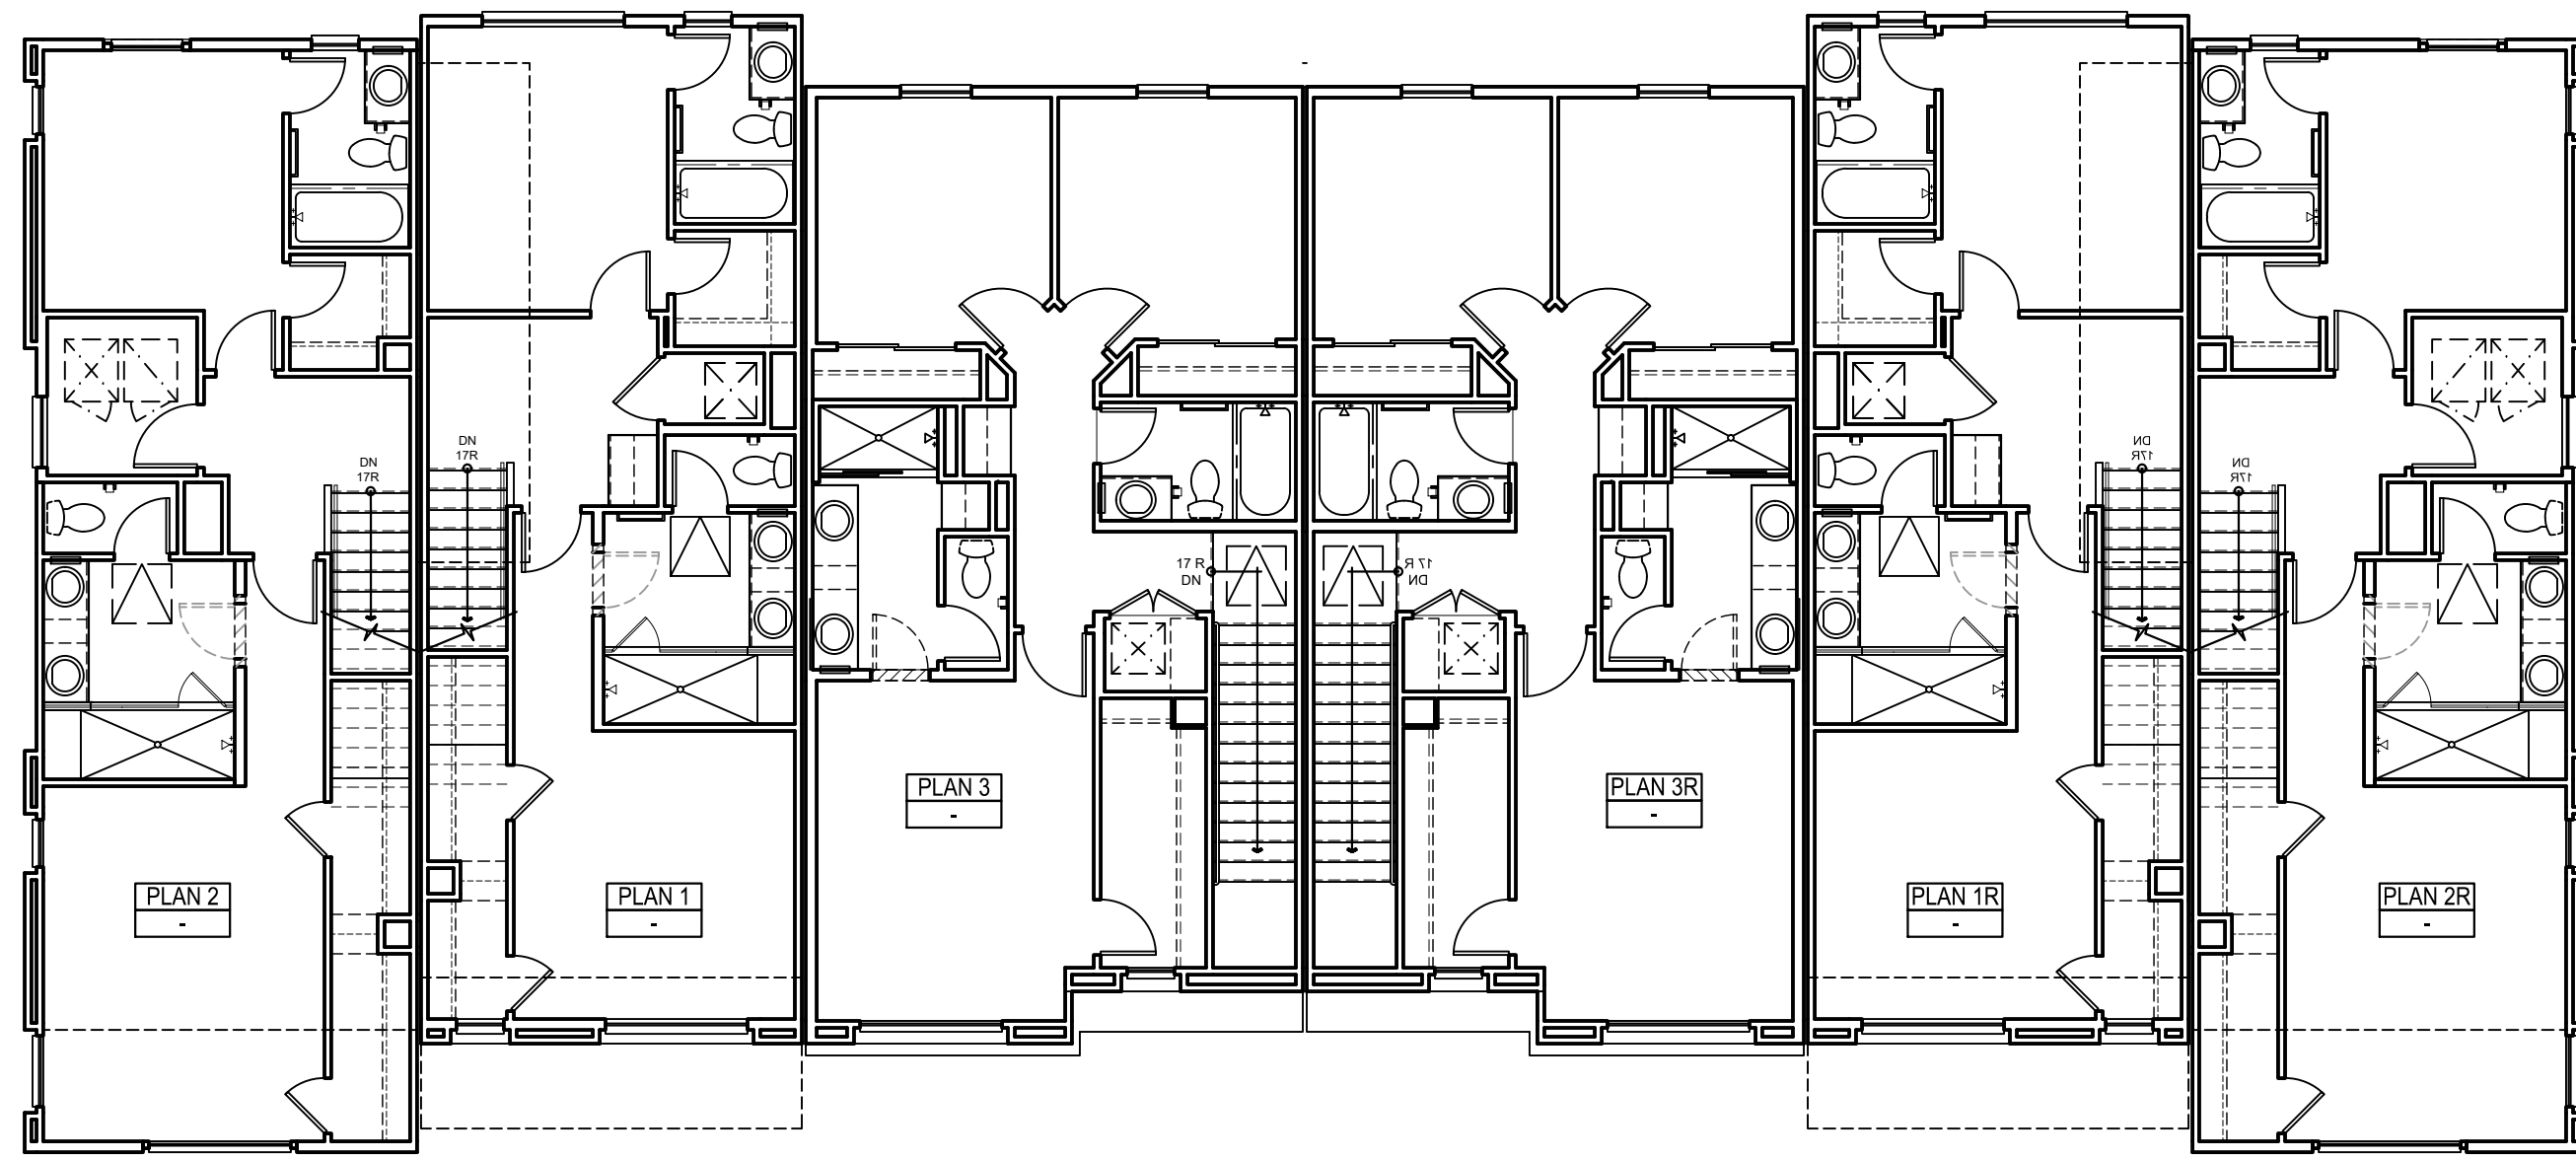 DN
17R
PLAN 2
-
DN
17R
PLAN 1
-
17 R
DN
PLAN 3
-
17 R
DN
PLAN 3R
-
DN
17R
PLAN 1R
-
DN
17R
PLAN 2R
-